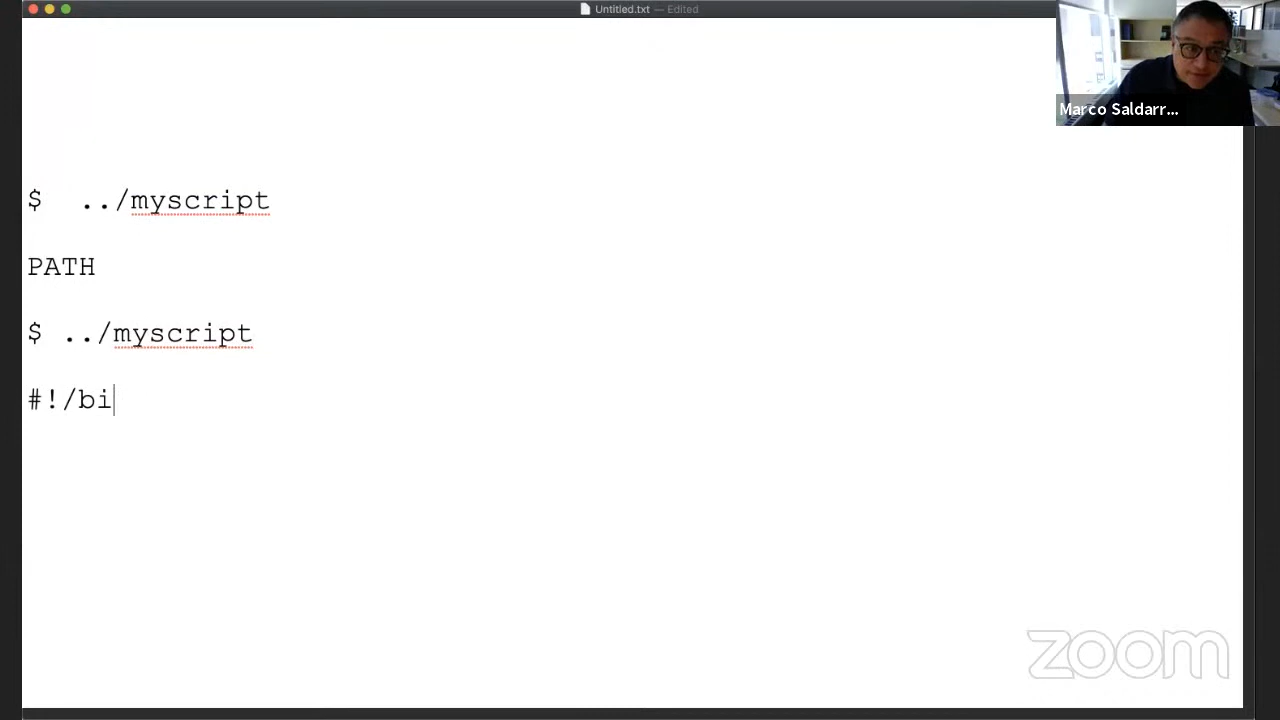 Untitled.txt — Edited
Marco Saldarr...
$  ../myscript
PATH
$ ../myscript
#!/bi
zoom